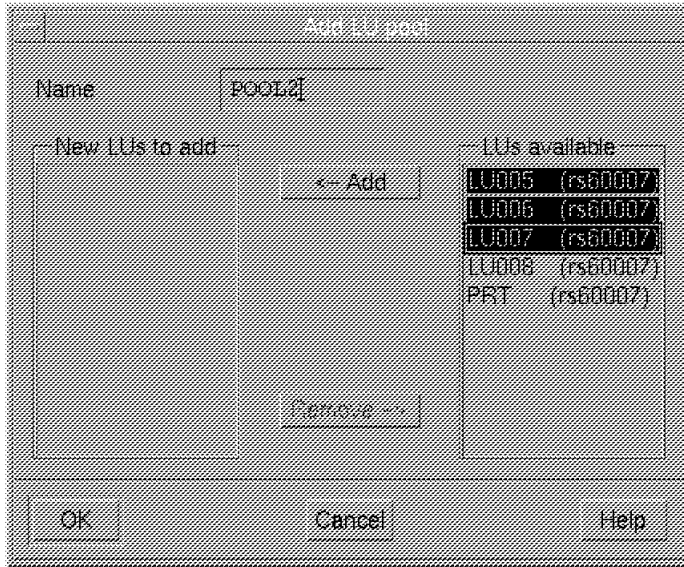 Add LU pool
Name POOL2
New LUs to add
LUs available
<-- Add
LU005 (rs60007)
LU006 (rs60007)
LU007 (rs60007)
LU008 (rs60007)
PRT (rs60007)
Remove -->
OK Cancel Help